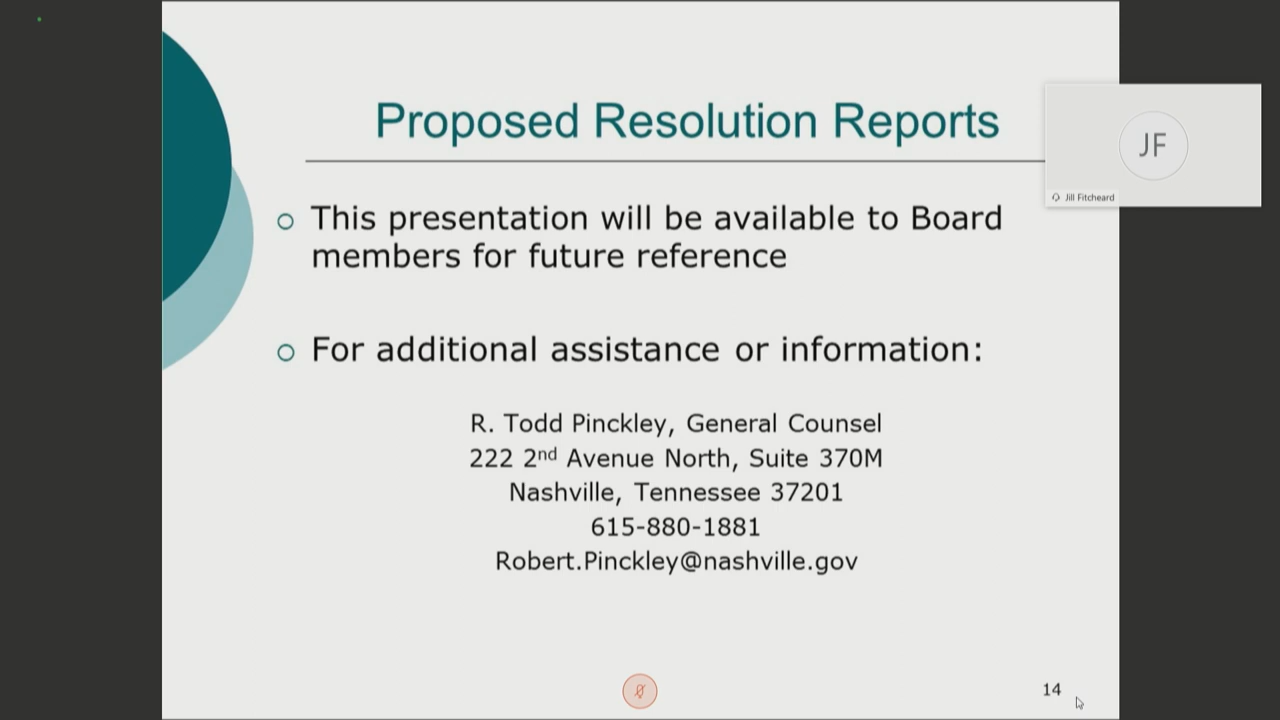 Proposed Resolution Reports
JF
Jill Fitcheard
This presentation will be available to Board
members for future reference
For additional assistance or information:
R. Todd Pinckley, General Counsel
222 2nd Avenue North, Suite 370M
Nashville, Tennessee 37201
615-880-1881
Robert.Pinckley@nashville.gov
14